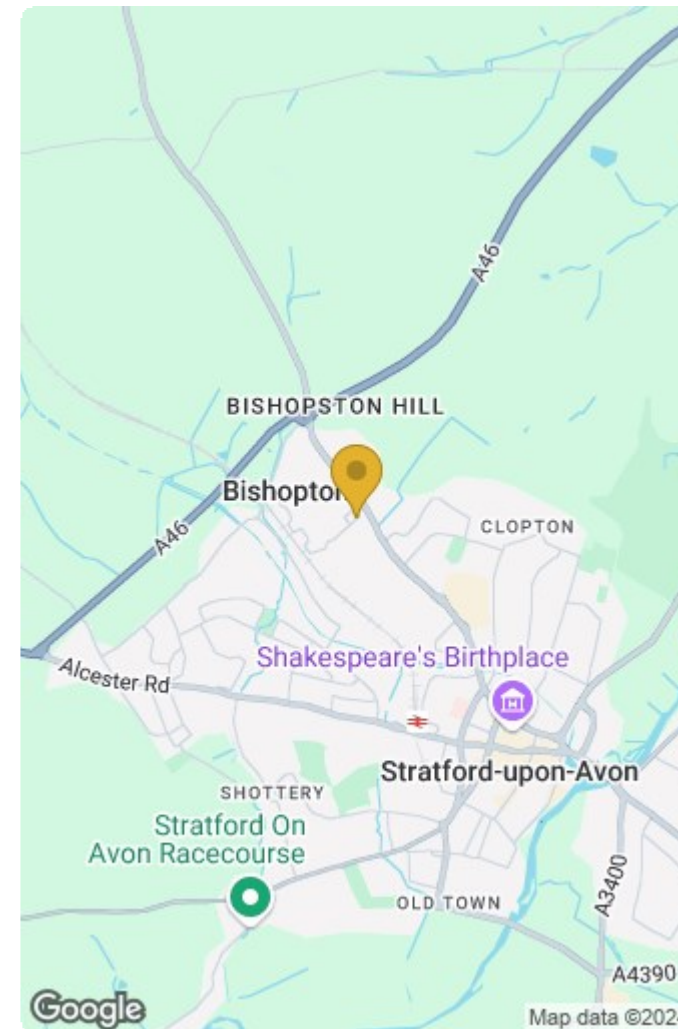 A46
BISHOPSTON HILL
Bishopton
CLOPTON
A46
Shakespeare's Birthplace
Alcester Rd
Stratford-upon-Avon
SHOTTERY
Stratford On
Avon Racecourse
OLD TOWN
A3400
A4390
Google
Map data ©2024